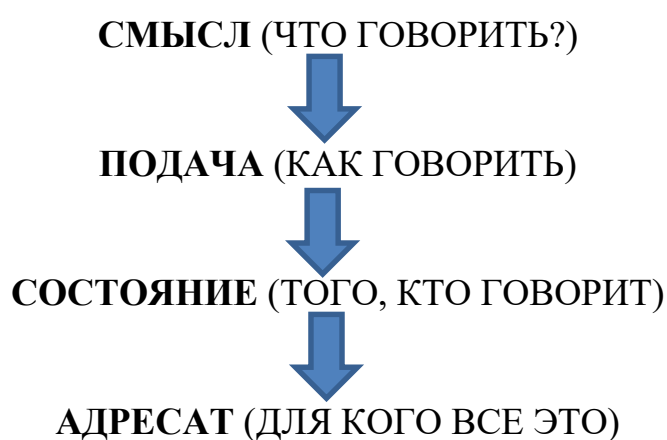 СМЫСЛ (ЧТО ГОВОРИТЬ?)
ПОДАЧА (КАК ГОВОРИТЬ)
СОСТОЯНИЕ (ТОГО, КТО ГОВОРИТ)
АДРЕСАТ (ДЛЯ КОГО ВСЕ ЭТО)